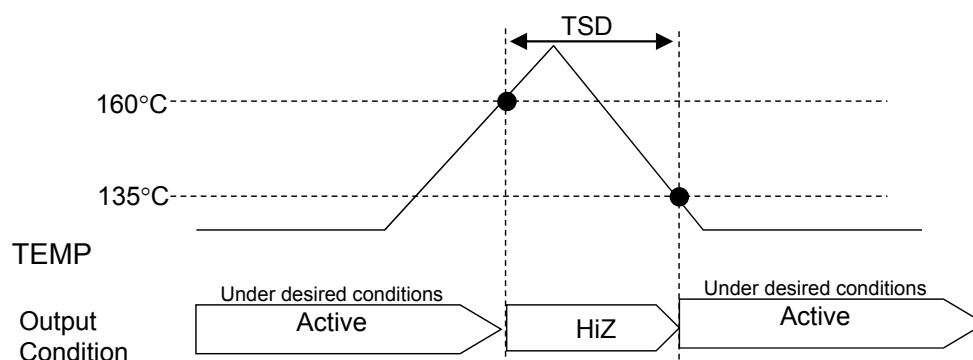 TSD
160°C
135°C
TEMP
Under desired conditions
Active
HiZ
Under desired conditions
Active
Output
Condition